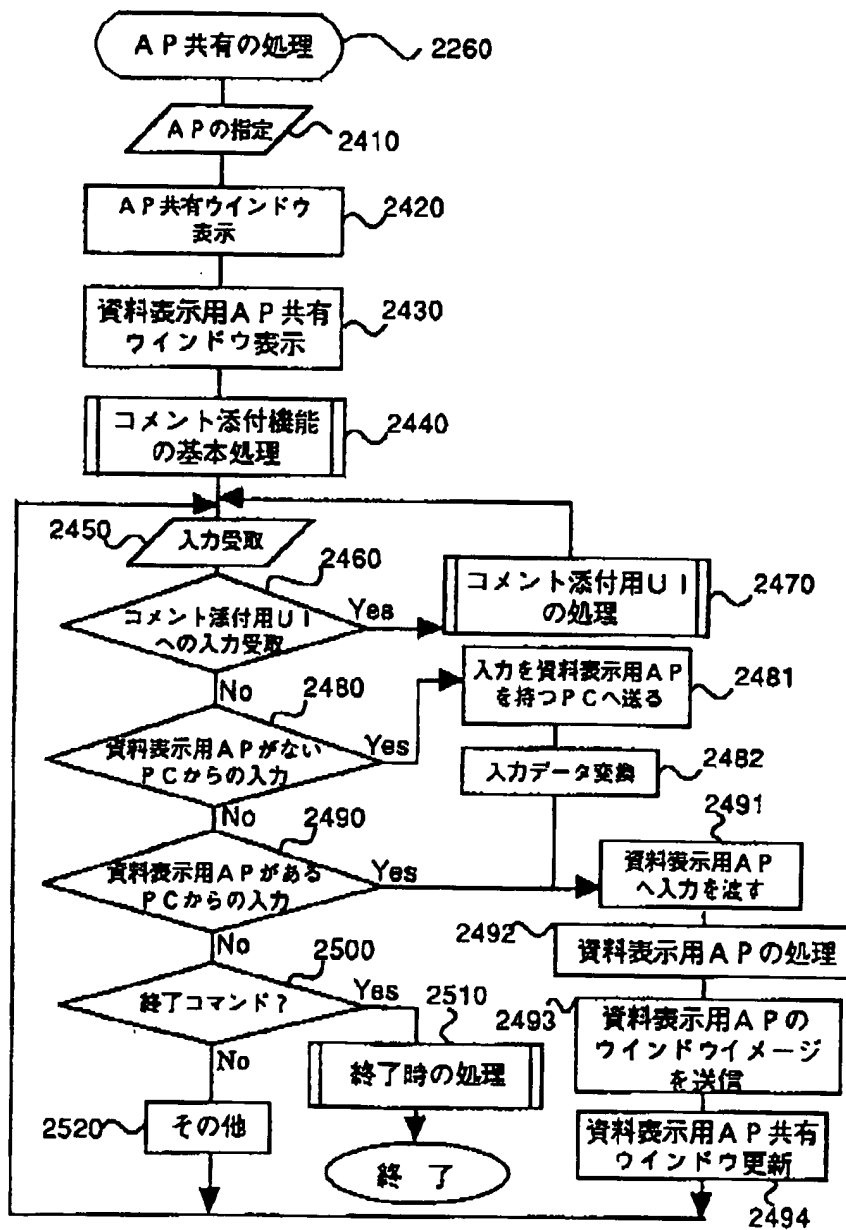 AP共有の処理
2260
APの指定
2410
AP共有ウインドウ
表示
2420
資料表示用AP共有
ウィンドウ表示
2430
コメント添付機能
の基本処理
2440
2450
入力受取
2460
コメント添付用UI
への入力受取
Yes
コメント添付用UI
の処理
2470
No
2480
資料表示用APがない
PCからの入力
Yes
入力を資料表示用AP
を持つPCへ送る
2481
入力データ変換
2482
No
2490
資料表示用APがある
PCからの入力
Yes
2491
資料表示用AP
へ入力を渡す
2492
資料表示用APの処理
No
2500
終了コマンド?
Yes
2510
終了時の処理
2493
資料表示用APの
ウインドウイメージ
を送信
No
2520
その他
終了
資料表示用AP共有
ウィンドウ更新
2494